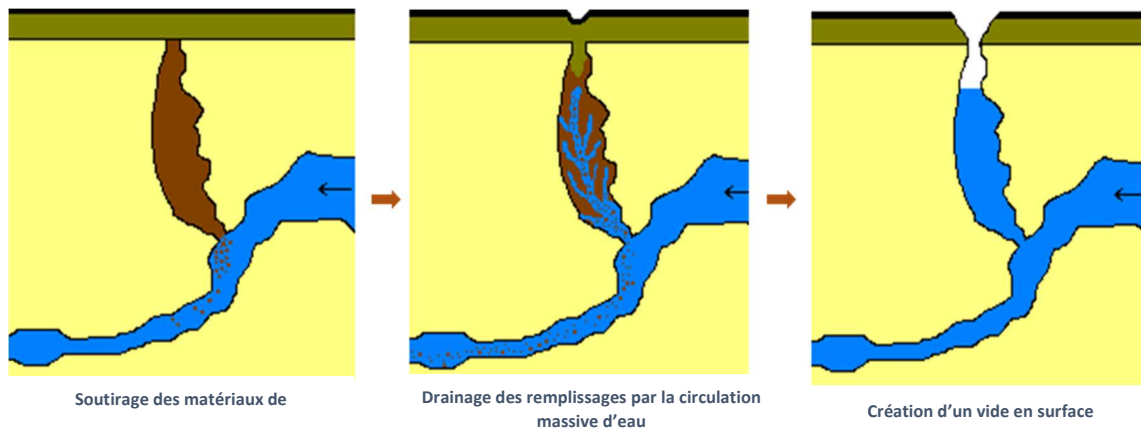 Soutirage des matériaux de
Drainage des remplissages par la circulation
massive d'eau
Création d'un vide en surface